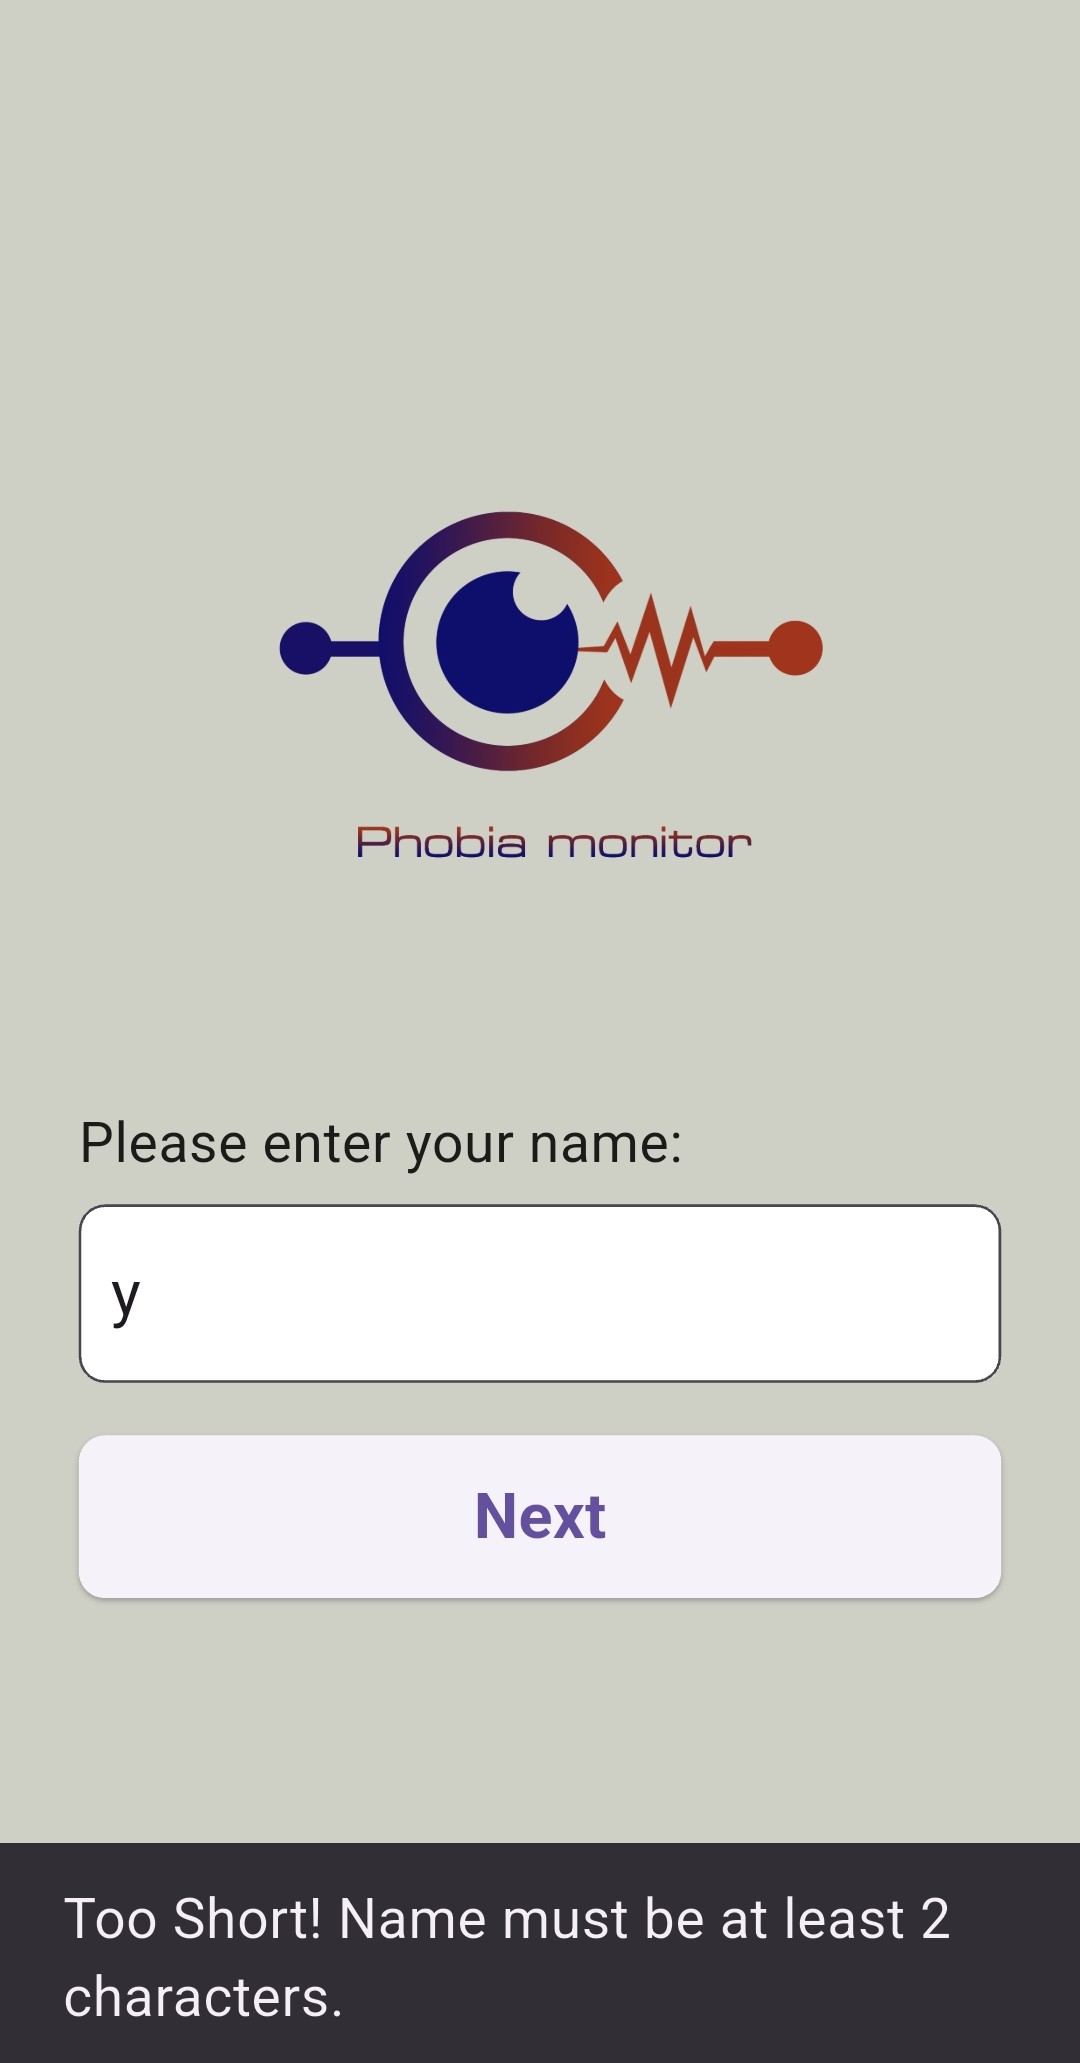 Phobia monitor
Please enter your name:
y
Next
Too Short! Name must be at least 2
characters.